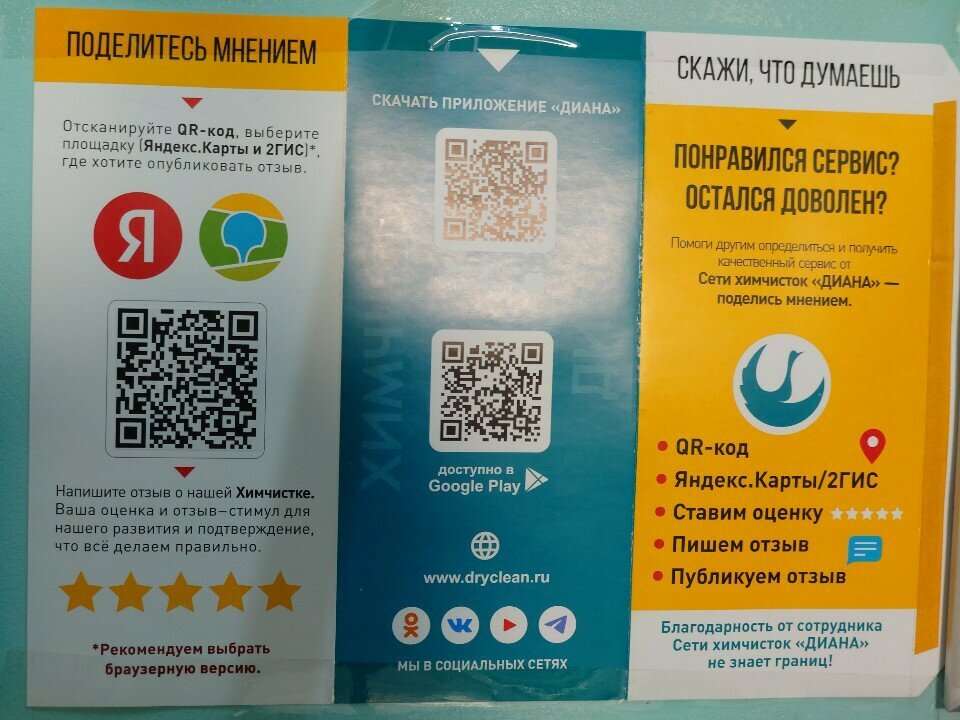 ПОДЕЛИТЕСЬ МНЕНИЕМ
Отсканируйте QR-код, выберите
площадку (Яндекс.Карты и 2ГИС)*,
где хотите опубликовать отзыв.
Я
Напишите отзыв о нашей Химчистке.
Ваша оценка и отзыв–стимул для
нашего развития и подтверждение,
что всё делаем правильно.
*Рекомендуем выбрать
браузерную версию.
СКАЧАТЬ ПРИЛОЖЕНИЕ «ДИАНА»
ДОСТУПНО В
Google Play
www.dryclean.ru
МЫ В СОЦИАЛЬНЫХ СЕТЯХ
СКАЖИ, ЧТО ДУМАЕШЬ
ПОНРАВИЛСЯ СЕРВИС?
ОСТАЛСЯ ДОВОЛЕН?
Помоги другим определиться и получить
качественный сервис от
Сети химчисток «ДИАНА» —
поделись мнением.
QR-код
Яндекс.Карты/2ГИС
Ставим оценку
Пишем отзыв
Публикуем отзыв
Благодарность от сотрудника
Сети химчисток «ДИАНА»
не знает границ!